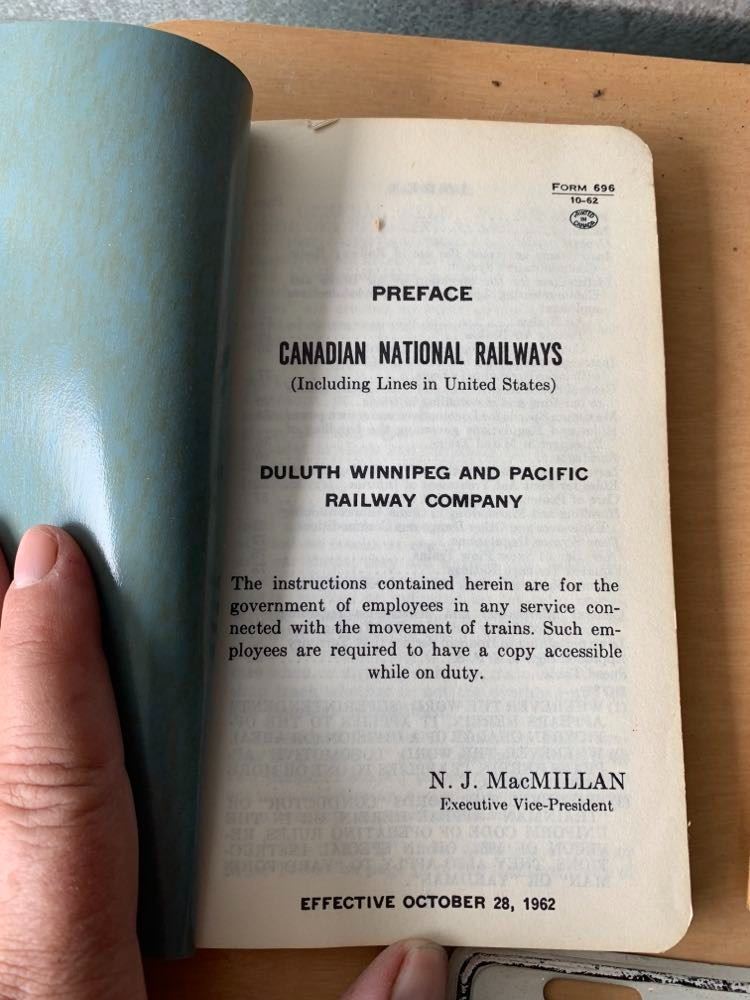 FORM 696
10-62
PRINTED
IN
CANADA
PREFACE
CANADIAN NATIONAL RAILWAYS
(Including Lines in United States)
DULUTH WINNIPEG AND PACIFIC
RAILWAY COMPANY
The instructions contained herein are for the
government of employees in any service con-
nected with the movement of trains. Such em-
ployees are required to have a copy accessible
while on duty.
N. J. MacMILLAN
Executive Vice-President
EFFECTIVE OCTOBER 28, 1962